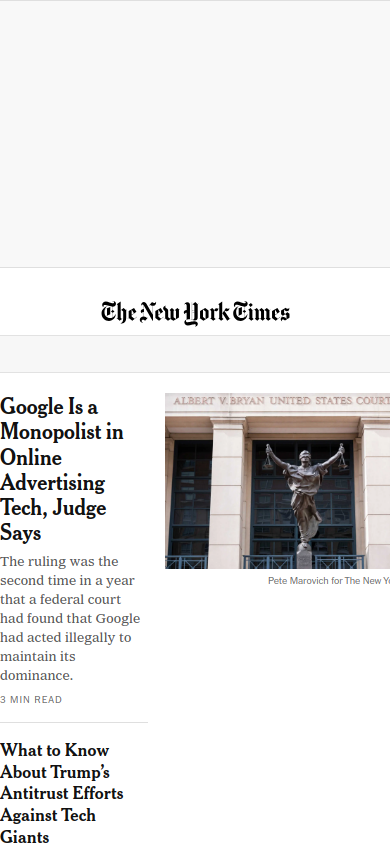 The New York Times
Google Is a
Monopolist in
Online
Advertising
Tech, Judge
Says
The ruling was the
second time in a year
that a federal court
had found that Google
had acted illegally to
maintain its
dominance.
3 MIN READ
ALBERT V. BRYAN UNITED STATES COURT
Pete Marovich for The New Yo
What to Know
About Trump’s
Antitrust Efforts
Against Tech
Giants